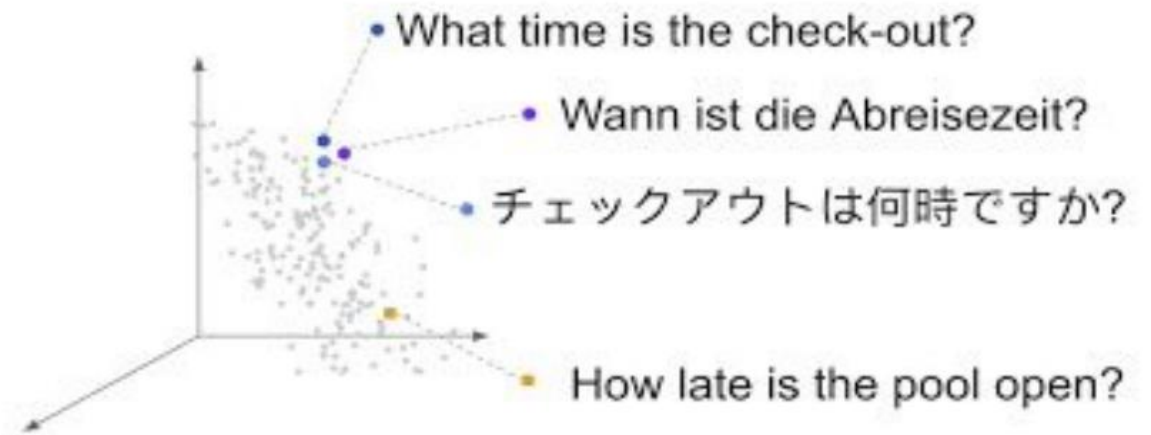 What time is the check-out?
Wann ist die Abreisezeit?
チェックアウトは何時ですか?
How late is the pool open?